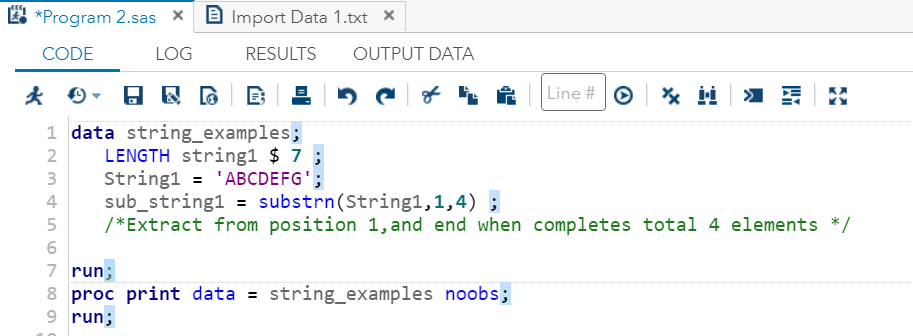 *Program 2.sas × Import Data 1.txt ×
CODE LOG RESULTS OUTPUT DATA
Line #
1 data string_examples;
2 LENGTH string1 $ 7 ;
3 String1 = 'ABCDEFG';
4 sub_string1 = substrn(String1,1,4) ;
5 /*Extract from position 1,and end when completes total 4 elements */
6
7 run;
8 proc print data = string_examples noobs;
9 run;